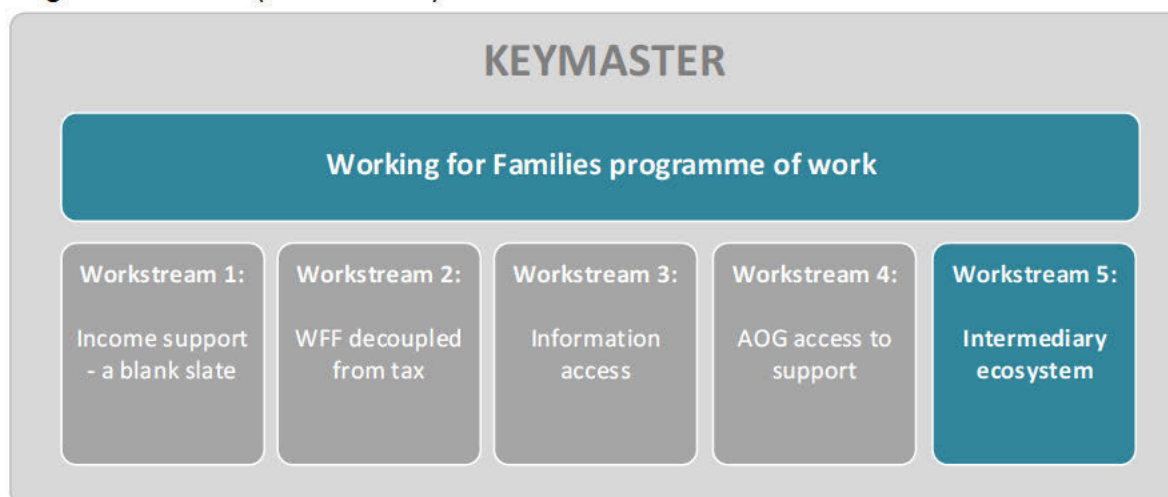 KEYMASTER
Working for Families programme of work
Workstream 1:
Income support
- a blank slate
Workstream 2:
WFF decoupled
from tax
Workstream 3:
Information
access
Workstream 4:
AOG access to
support
Workstream 5:
Intermediary
ecosystem